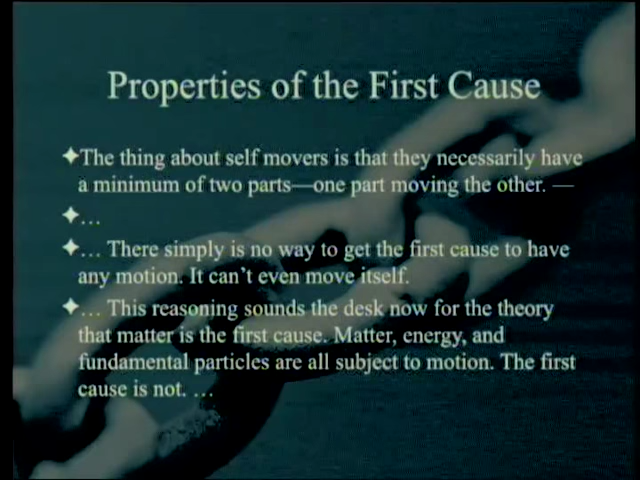 Properties of the First Cause
✦The thing about self movers is that they necessarily have
a minimum of two parts—one part moving the other. —
✦…
✦… There simply is no way to get the first cause to have
any motion. It can’t even move itself.
✦… This reasoning sounds the desk now for the theory
that matter is the first cause. Matter, energy, and
fundamental particles are all subject to motion. The first
cause is not. …